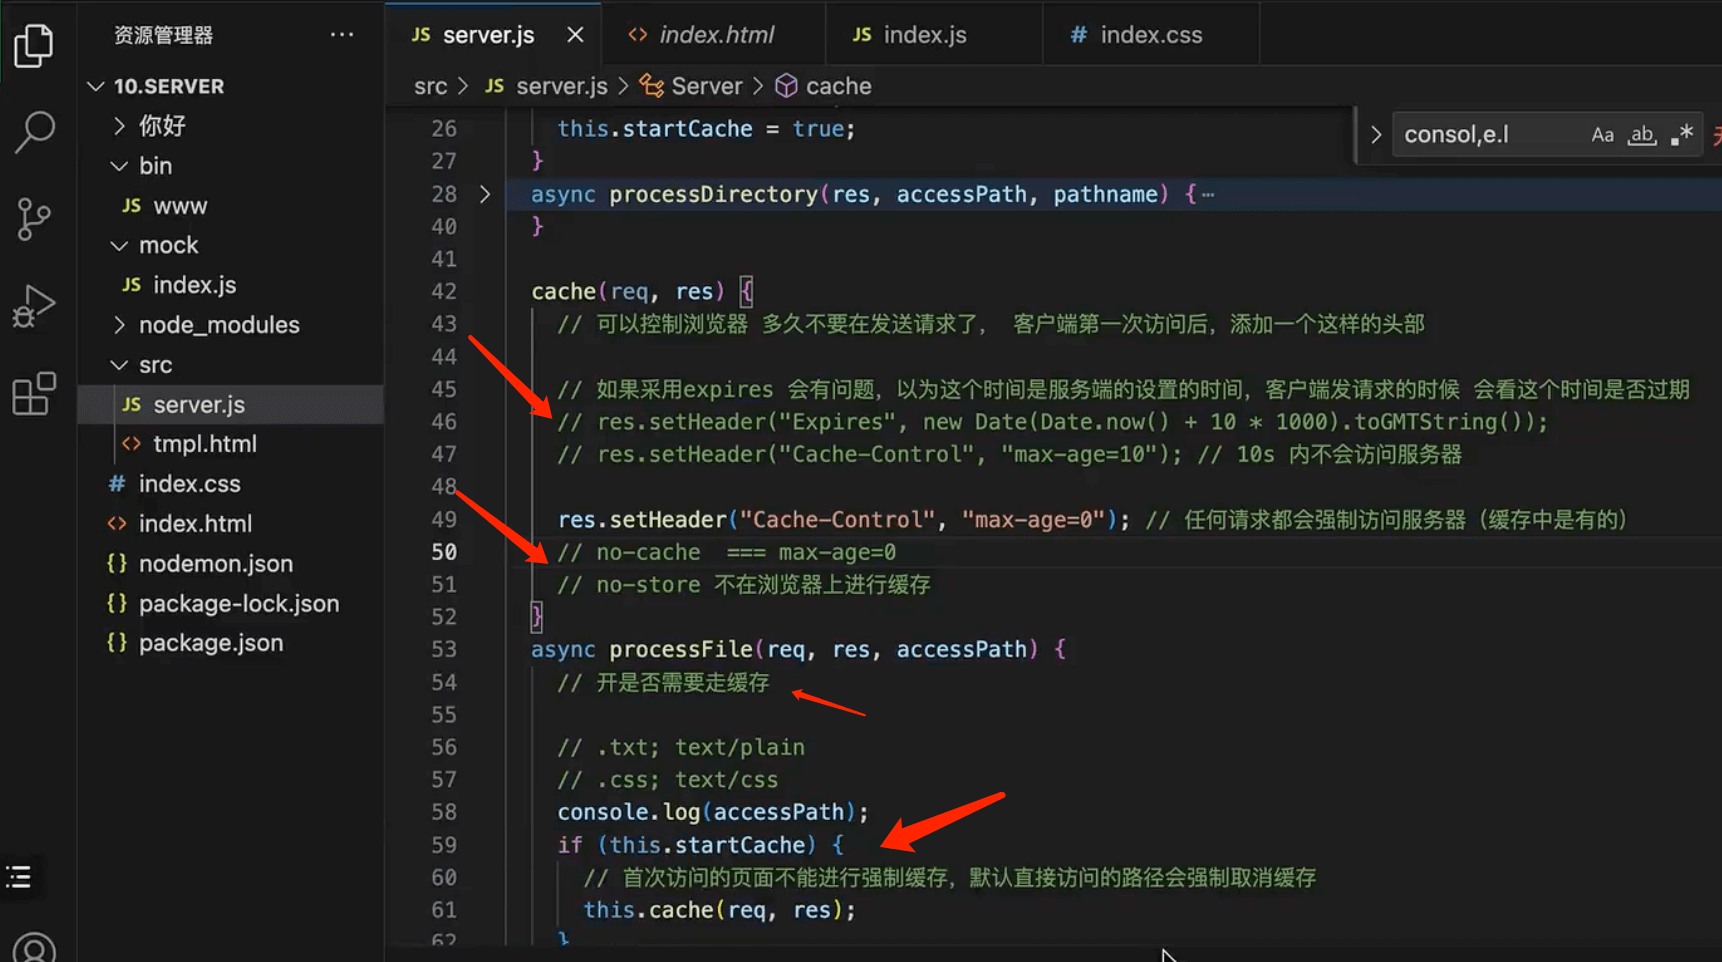 资源管理器 ···
JS server.js × <> index.html JS index.js # index.css
10.SERVER
src > JS server.js > Server > cache
consol,e.l Aa ab .*
你好
bin
JS www
mock
JS index.js
node_modules
src
JS server.js
<> tmpl.html
# index.css
<> index.html
{} nodemon.json
{} package-lock.json
{} package.json
26 this.startCache = true;
27 }
28 async processDirectory(res, accessPath, pathname) {···
40 }
41
42 cache(req, res) {
43 // 可以控制浏览器 多久不要在发送请求了， 客户端第一次访问后，添加一个这样的头部
44
45 // 如果采用expires 会有问题，以为这个时间是服务端的设置的时间，客户端发请求的时候 会看这个时间是否过期
46 // res.setHeader("Expires", new Date(Date.now() + 10 * 1000).toGMTString());
47 // res.setHeader("Cache-Control", "max-age=10"); // 10s 内不会访问服务器
48
49 res.setHeader("Cache-Control", "max-age=0"); // 任何请求都会强制访问服务器（缓存中是有的）
50 // no-cache === max-age=0
51 // no-store 不在浏览器上进行缓存
52 }
53 async processFile(req, res, accessPath) {
54 // 开是否需要走缓存
55
56 // .txt; text/plain
57 // .css; text/css
58 console.log(accessPath);
59 if (this.startCache) {
60 // 首次访问的页面不能进行强制缓存，默认直接访问的路径会强制取消缓存
61 this.cache(req, res);
62 }